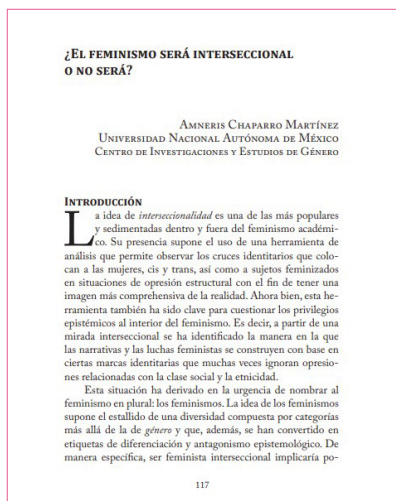 ¿El feminismo será interseccional
o no será?
Amneris Chaparro Martínez
Universidad Nacional Autónoma de México
Centro de Investigaciones y Estudios de Género
Introducción
La idea de interseccionalidad es una de las más populares
y sedimentadas dentro y fuera del feminismo académi-
co. Su presencia supone el uso de una herramienta de
análisis que permite observar los cruces identitarios que colo-
can a las mujeres, cis y trans, así como a sujetos feminizados
en situaciones de opresión estructural con el fin de tener una
imagen más comprehensiva de la realidad. Ahora bien, esta he-
rramienta también ha sido clave para cuestionar los privilegios
epistémicos al interior del feminismo. Es decir, a partir de una
mirada interseccional se ha identificado la manera en la que
las narrativas y las luchas feministas se construyen con base en
ciertas marcas identitarias que muchas veces ignoran opresio-
nes relacionadas con la clase social y la etnicidad.
Esta situación ha derivado en la urgencia de nombrar al
feminismo en plural: los feminismos. La idea de los feminismos
supone el estallido de una diversidad compuesta por categorías
más allá de la de género y que, además, se han convertido en
etiquetas de diferenciación y antagonismo epistemológico. De
manera específica, ser feminista interseccional implicaría po-
117